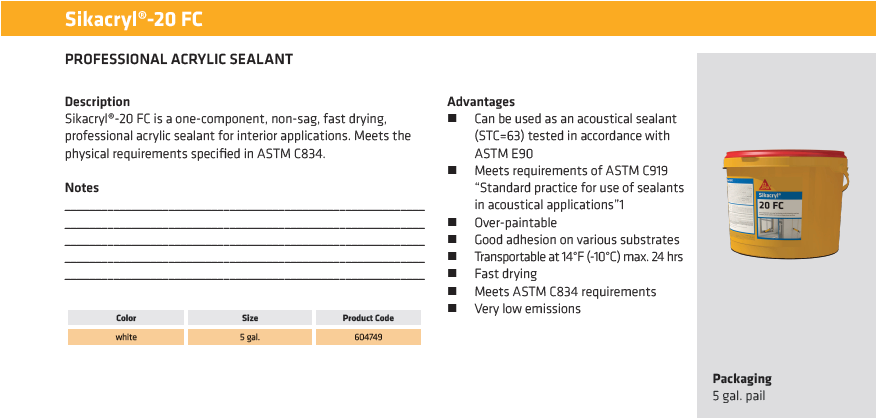 Sikacryl®-20 FC
PROFESSIONAL ACRYLIC SEALANT
Description
Sikacryl®-20 FC is a one-component, non-sag, fast drying,
professional acrylic sealant for interior applications. Meets the
physical requirements specified in ASTM C834.
Notes
Color Size Product Code
white 5 gal. 604749
Advantages
■ Can be used as an acoustical sealant
(STC=63) tested in accordance with
ASTM E90
■ Meets requirements of ASTM C919
“Standard practice for use of sealants
in acoustical applications”1
■ Over-paintable
■ Good adhesion on various substrates
■ Transportable at 14°F (-10°C) max. 24 hrs
■ Fast drying
■ Meets ASTM C834 requirements
■ Very low emissions
Sikacryl®
20 FC
Packaging
5 gal. pail